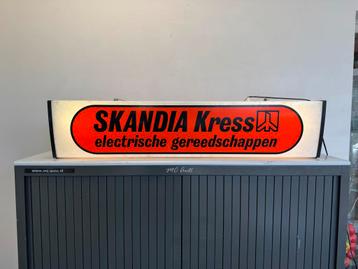 SKANDIA Kress
electrische gereedschappen